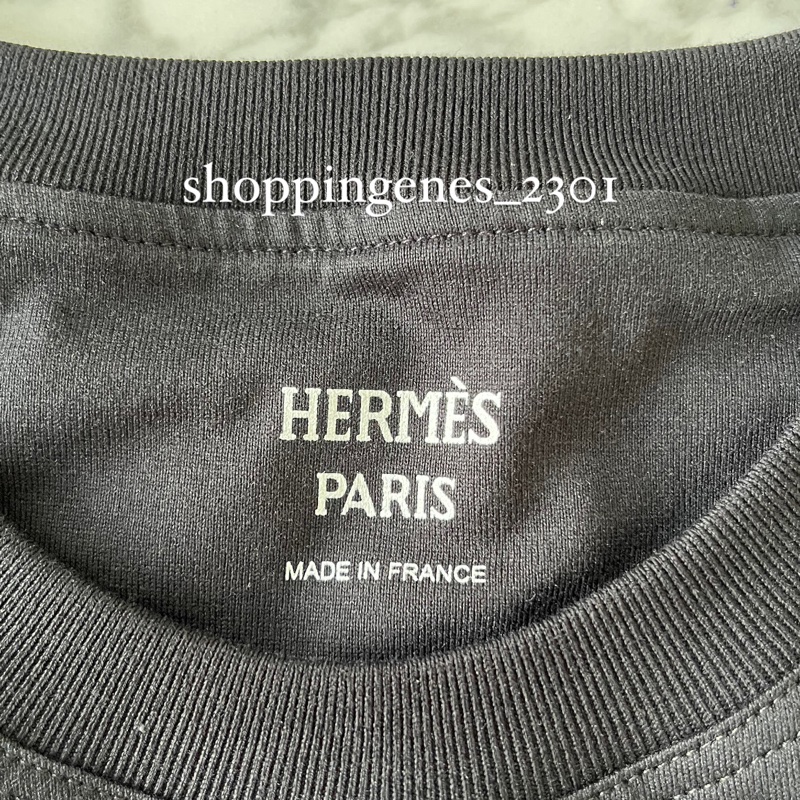 shoppingenes_2301
HERMÈS
PARIS
MADE IN FRANCE